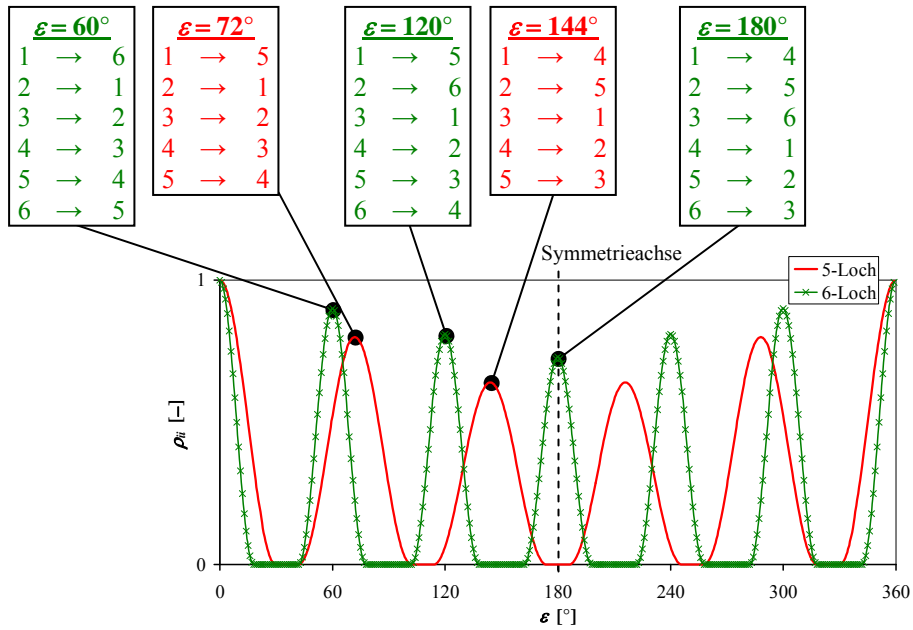 ε = 60°
1 → 6
2 → 1
3 → 2
4 → 3
5 → 4
6 → 5
ε = 72°
1 → 5
2 → 1
3 → 2
4 → 3
5 → 4
ε = 120°
1 → 5
2 → 6
3 → 1
4 → 2
5 → 3
6 → 4
ε = 144°
1 → 4
2 → 5
3 → 1
4 → 2
5 → 3
ε = 180°
1 → 4
2 → 5
3 → 6
4 → 1
5 → 2
6 → 3
Symmetrieachse
5-Loch
6-Loch
1
ρii [–]
0
0 60 120 180 240 300 360
ε [°]